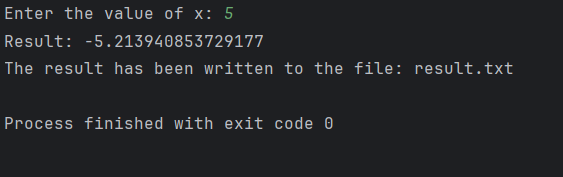 Enter the value of x: 5
Result: -5.213940853729177
The result has been written to the file: result.txt
Process finished with exit code 0